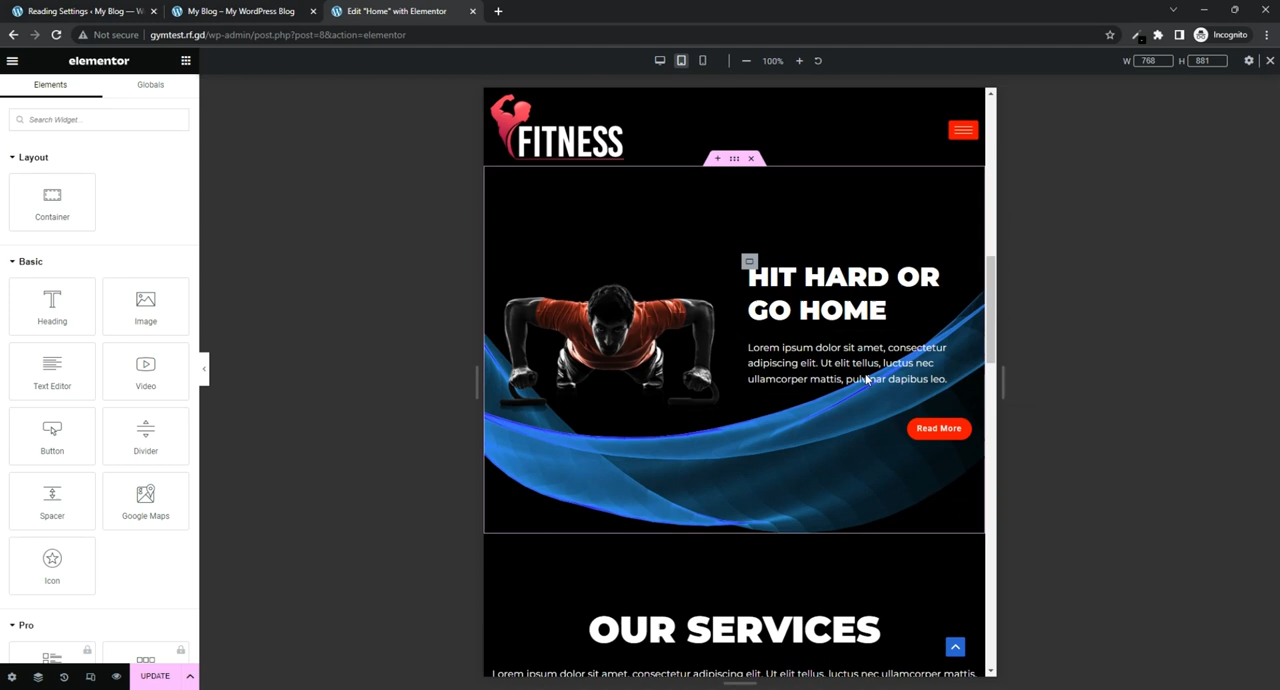 Reading Settings ‹ My Blog — W
My Blog – My WordPress Blog
Edit "Home" with Elementor
Not secure
gymtest.rf.gd/wp-admin/post.php?post=8&action=elementor
Incognito
elementor
100%
W 768 H 881
Elements
Globals
Search Widget...
Layout
Container
Basic
Heading
Image
Text Editor
Video
Button
Divider
Spacer
Google Maps
Icon
Pro
UPDATE
FITNESS
HIT HARD OR
GO HOME
Lorem ipsum dolor sit amet, consectetur
adipiscing elit. Ut elit tellus, luctus nec
ullamcorper mattis, pulvinar dapibus leo.
Read More
OUR SERVICES
Lorem ipsum dolor sit amet, consectetur adipiscing elit. Ut elit tellus, luctus nec ullamcorper mattis,